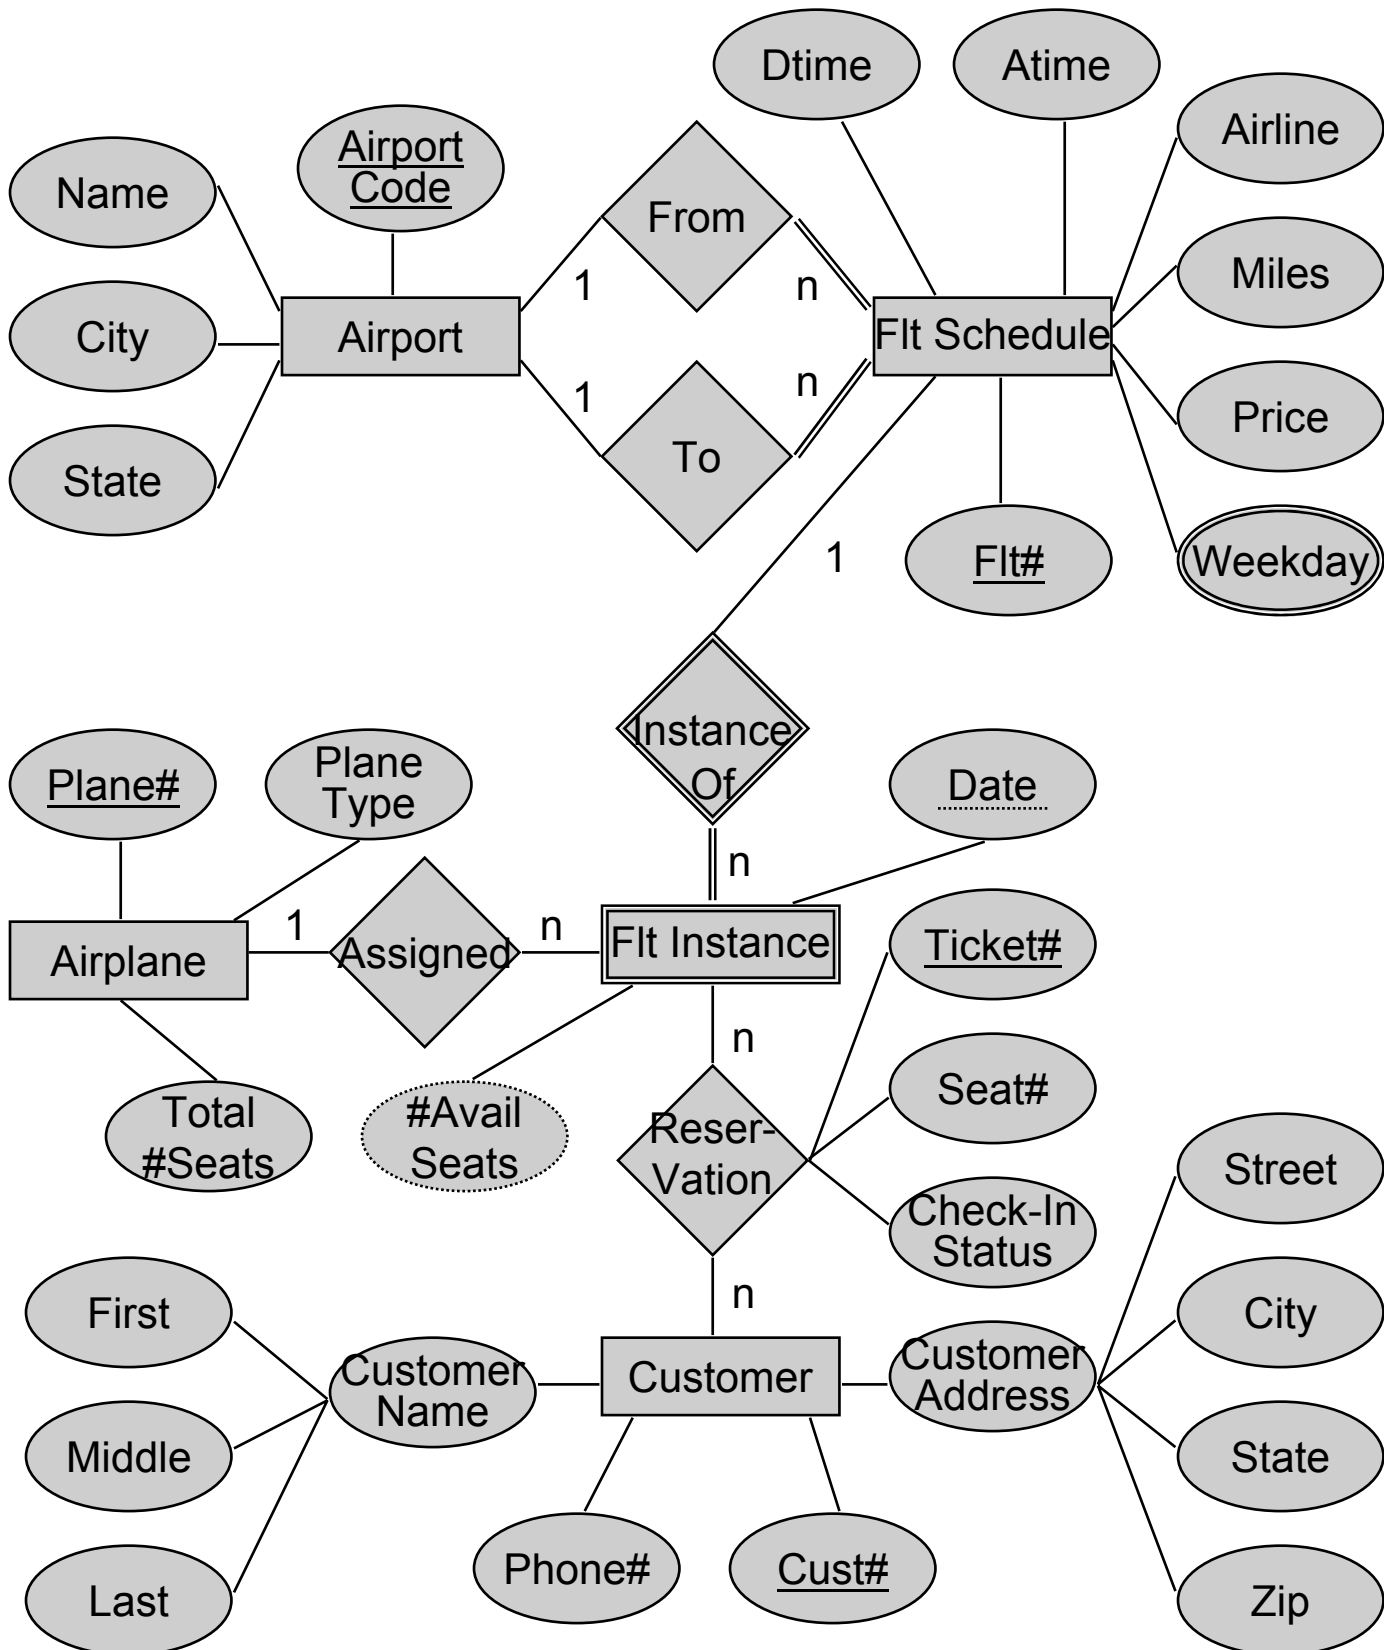 Dtime
Atime
Airline
Airport
Code
Name
From
Miles
1
n
City
Airport
Flt Schedule
1
n
Price
State
To
1
Flt#
Weekday
Instance
Of
Plane#
Plane
Type
Date
n
1
n
Airplane
Assigned
Flt Instance
Ticket#
n
Seat#
Total
#Seats
#Avail
Seats
Reser-
Vation
Street
Check-In
Status
n
First
City
Customer
Name
Customer
Customer
Address
Middle
State
Phone#
Cust#
Last
Zip